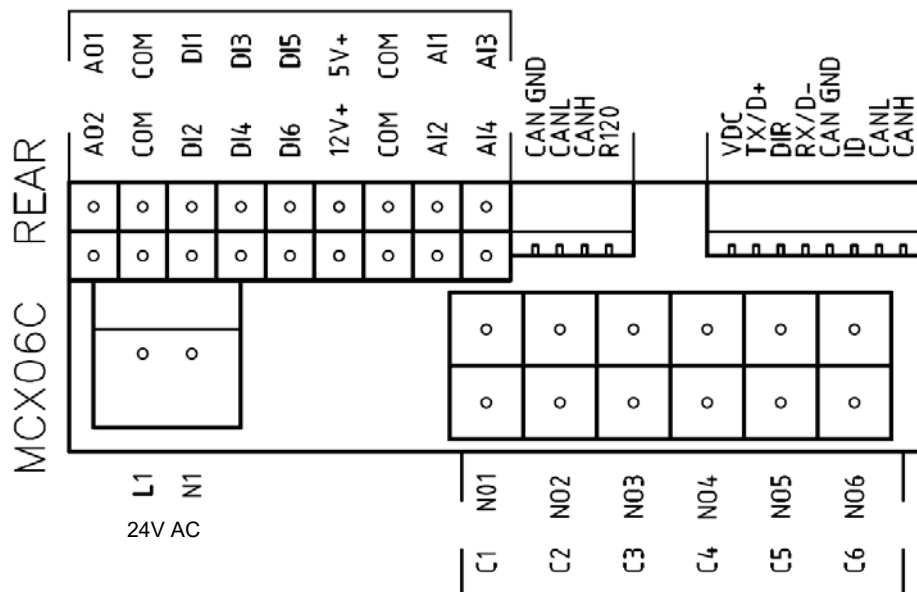 AO1 COM DI1 DI3 DI5 5V+ COM AI1 AI3
AO2 COM DI2 DI4 DI6 12V+ COM AI2 AI4
CAN GND
CANL
CANH
R120
VDC
TX/D+
DIR
RX/D-
CAN GND
ID
CANL
CANH
REAR
MCX06C
L1 N1
24V AC
NO1 NO2 NO3 NO4 NO5 NO6
C1 C2 C3 C4 C5 C6